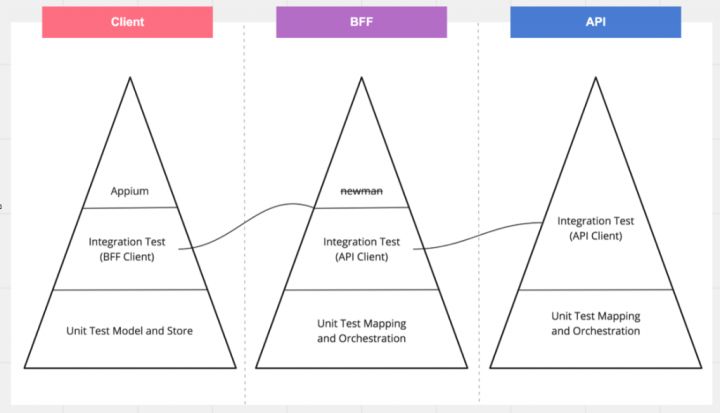 Client
BFF
API
Appium
newman
Integration Test
(BFF Client)
Integration Test
(API Client)
Integration Test
(API Client)
Unit Test Model and Store
Unit Test Mapping
and Orchestration
Unit Test Mapping
and Orchestration